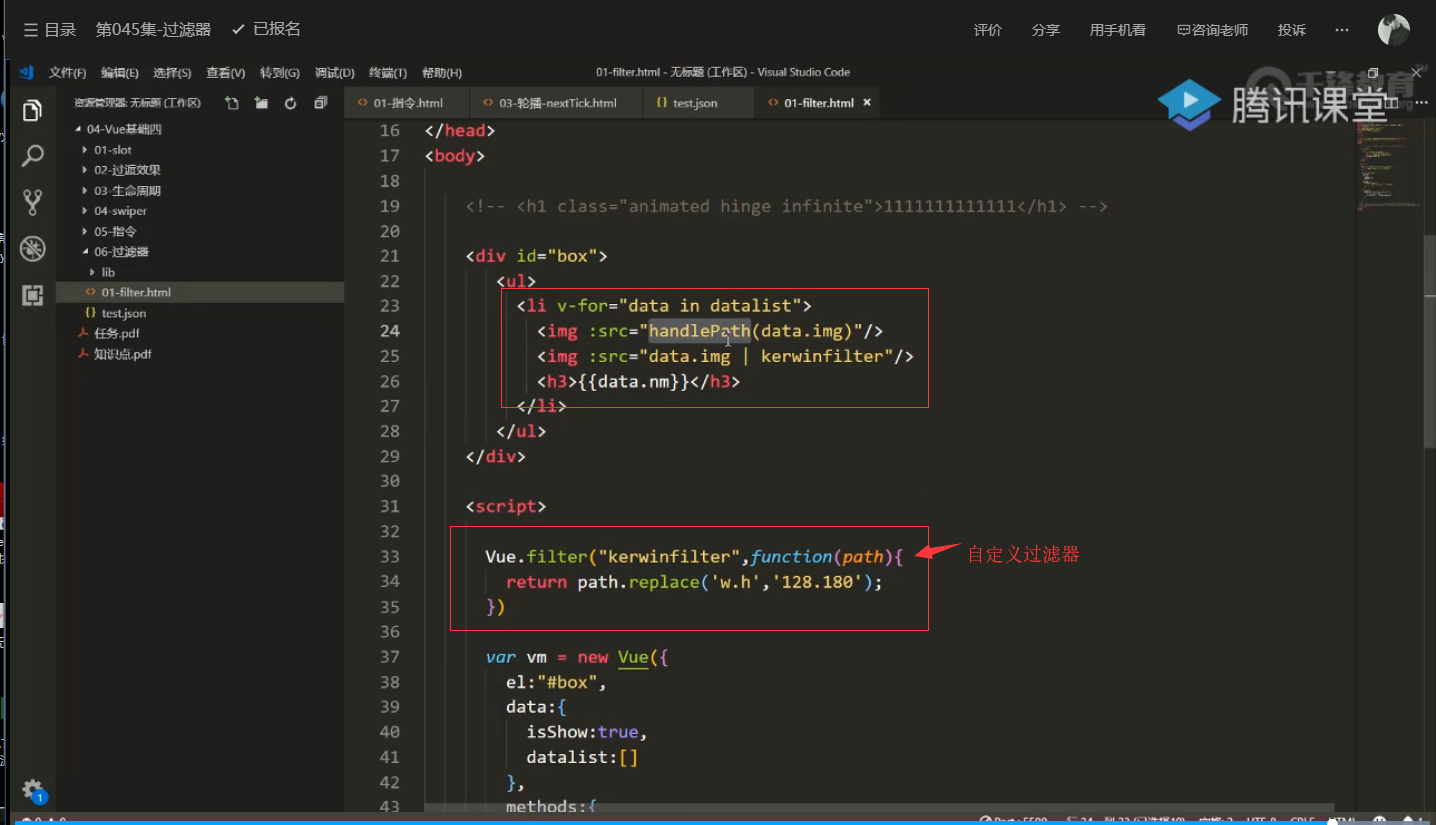 ☰ 目录 第045集-过滤器 ✓ 已报名 评价 分享 用手机看 咨询老师 投诉 ···
文件(F) 编辑(E) 选择(S) 查看(V) 转到(G) 调试(D) 终端(T) 帮助(H) 01-filter.html - 无标题 (工作区) - Visual Studio Code
千锋教育
腾讯课堂
资源管理器: 无标题 (工作区)
01-指令.html 03-轮播-nextTick.html {} test.json 01-filter.html ×
04-Vue基础四
01-slot
02-过渡效果
03-生命周期
04-swiper
05-指令
06-过滤器
lib
01-filter.html
{} test.json
任务.pdf
知识点.pdf
1
16 </head>
17 <body>
18
19 <!-- <h1 class="animated hinge infinite">1111111111111</h1> -->
20
21 <div id="box">
22 <ul>
23 <li v-for="data in datalist">
24 <img :src="handlePath(data.img)"/>
25 <img :src="data.img | kerwinfilter"/>
26 <h3>{{data.nm}}</h3>
27 </li>
28 </ul>
29 </div>
30
31 <script>
32
33 Vue.filter("kerwinfilter",function(path){
自定义过滤器
34 return path.replace('w.h','128.180');
35 })
36
37 var vm = new Vue({
38 el:"#box",
39 data:{
40 isShow:true,
41 datalist:[]
42 },
43 methods:{